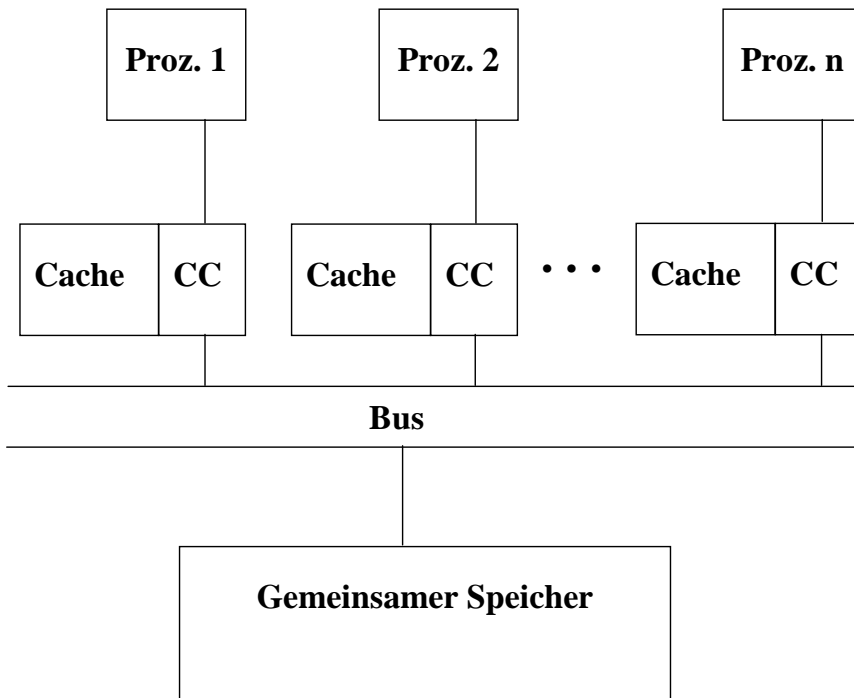 Proz. 1 Proz. 2 Proz. n
Cache CC Cache CC • • • Cache CC
Bus
Gemeinsamer Speicher